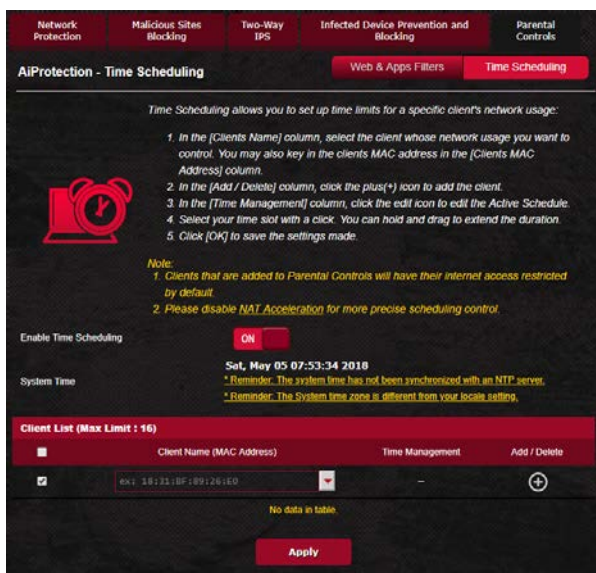 Network Protection
Malicious Sites Blocking
Two-Way IPS
Infected Device Prevention and Blocking
Parental Controls
AiProtection - Time Scheduling
Web & Apps Filters
Time Scheduling
Time Scheduling allows you to set up time limits for a specific client's network usage:
1. In the [Clients Name] column, select the client whose network usage you want to
control. You may also key in the clients MAC address in the [Clients MAC
Address] column.
2. In the [Add / Delete] column, click the plus(+) icon to add the client.
3. In the [Time Management] column, click the edit icon to edit the Active Schedule.
4. Select your time slot with a click. You can hold and drag to extend the duration.
5. Click [OK] to save the settings made.
Note:
1. Clients that are added to Parental Controls will have their internet access restricted
by default.
2. Please disable NAT Acceleration for more precise scheduling control.
Enable Time Scheduling
ON
System Time
Sat, May 05 07:53:34 2018
* Reminder: The system time has not been synchronized with an NTP server.
* Reminder: The System time zone is different from your locale setting.
Client List (Max Limit : 16)
Client Name (MAC Address)
Time Management
Add / Delete
ex: 18:31:BF:89:26:E0
–
No data in table.
Apply